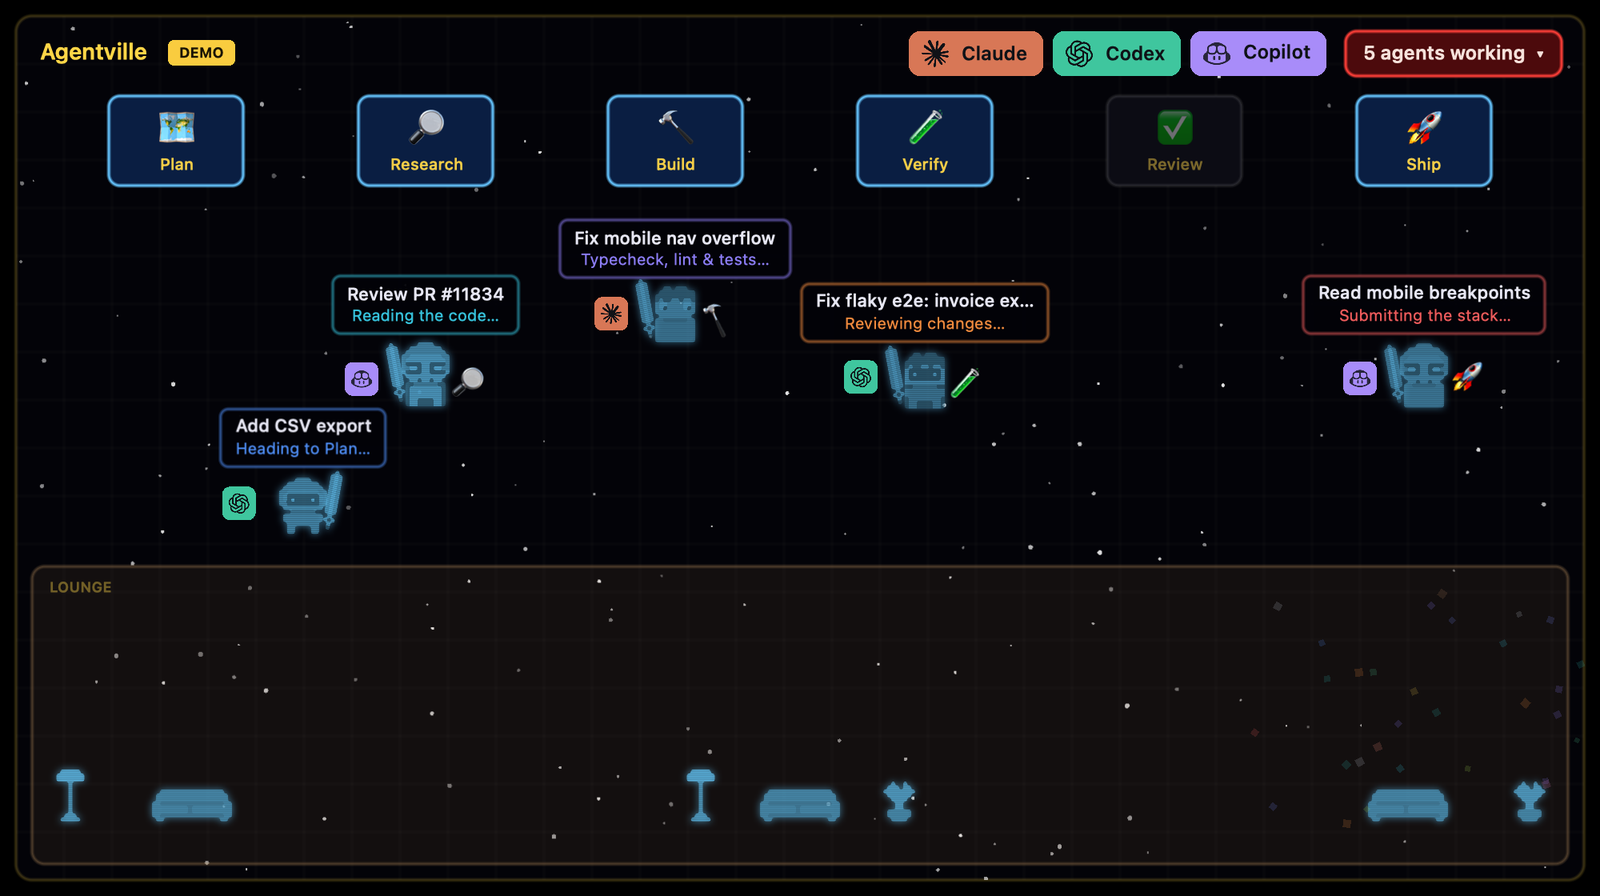 Agentville
DEMO
Claude
Codex
Copilot
5 agents working
Plan
Research
Build
Verify
Review
Ship
Fix mobile nav overflow
Typecheck, lint & tests...
Review PR #11834
Reading the code...
Fix flaky e2e: invoice ex...
Reviewing changes...
Read mobile breakpoints
Submitting the stack...
Add CSV export
Heading to Plan...
LOUNGE